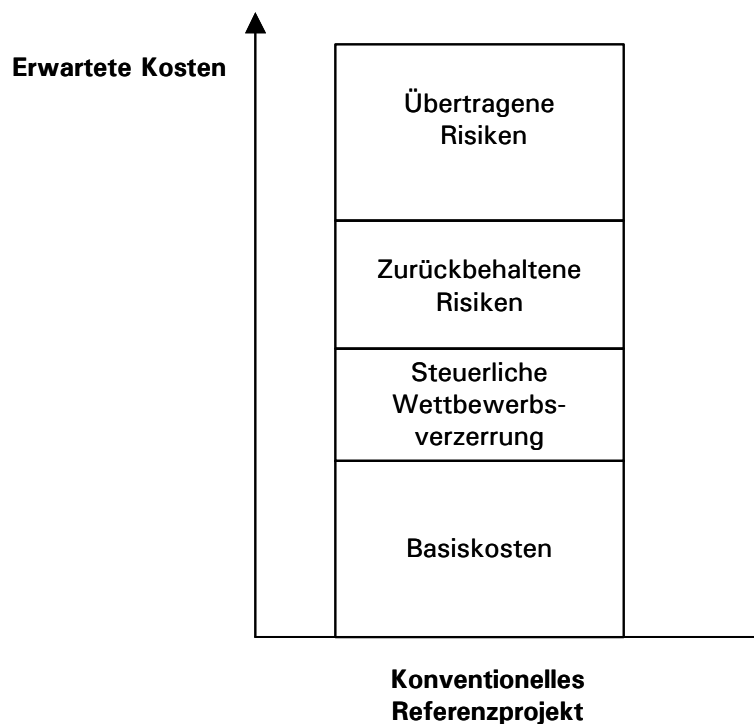 Erwartete Kosten
Übertragene
Risiken
Zurückbehaltene
Risiken
Steuerliche
Wettbewerbs-
verzerrung
Basiskosten
Konventionelles
Referenzprojekt